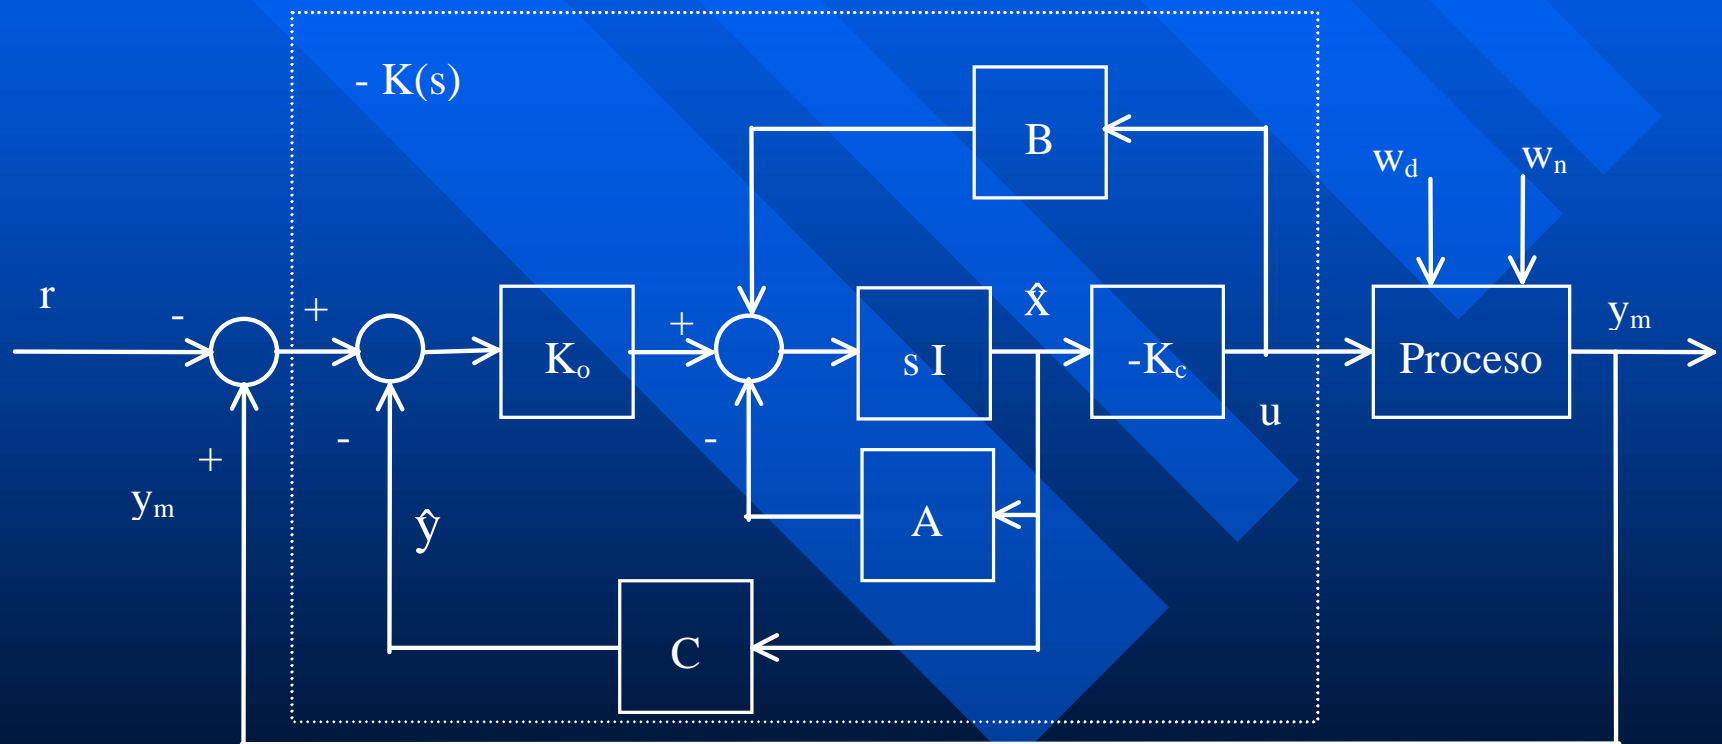 - K(s)
B
w_d
w_n
r
-
+
K_o
+
s I
x̂
-K_c
u
Proceso
y_m
+
y_m
-
ŷ
-
A
C